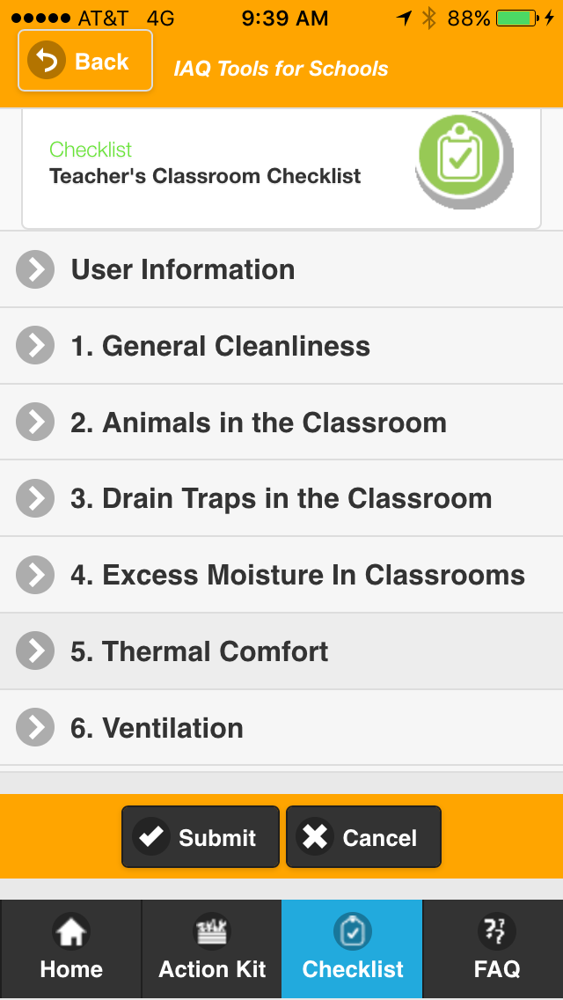 AT&T 4G 9:39 AM 88%
Back
IAQ Tools for Schools
Checklist
Teacher's Classroom Checklist
User Information
1. General Cleanliness
2. Animals in the Classroom
3. Drain Traps in the Classroom
4. Excess Moisture In Classrooms
5. Thermal Comfort
6. Ventilation
Submit Cancel
Home Action Kit Checklist FAQ